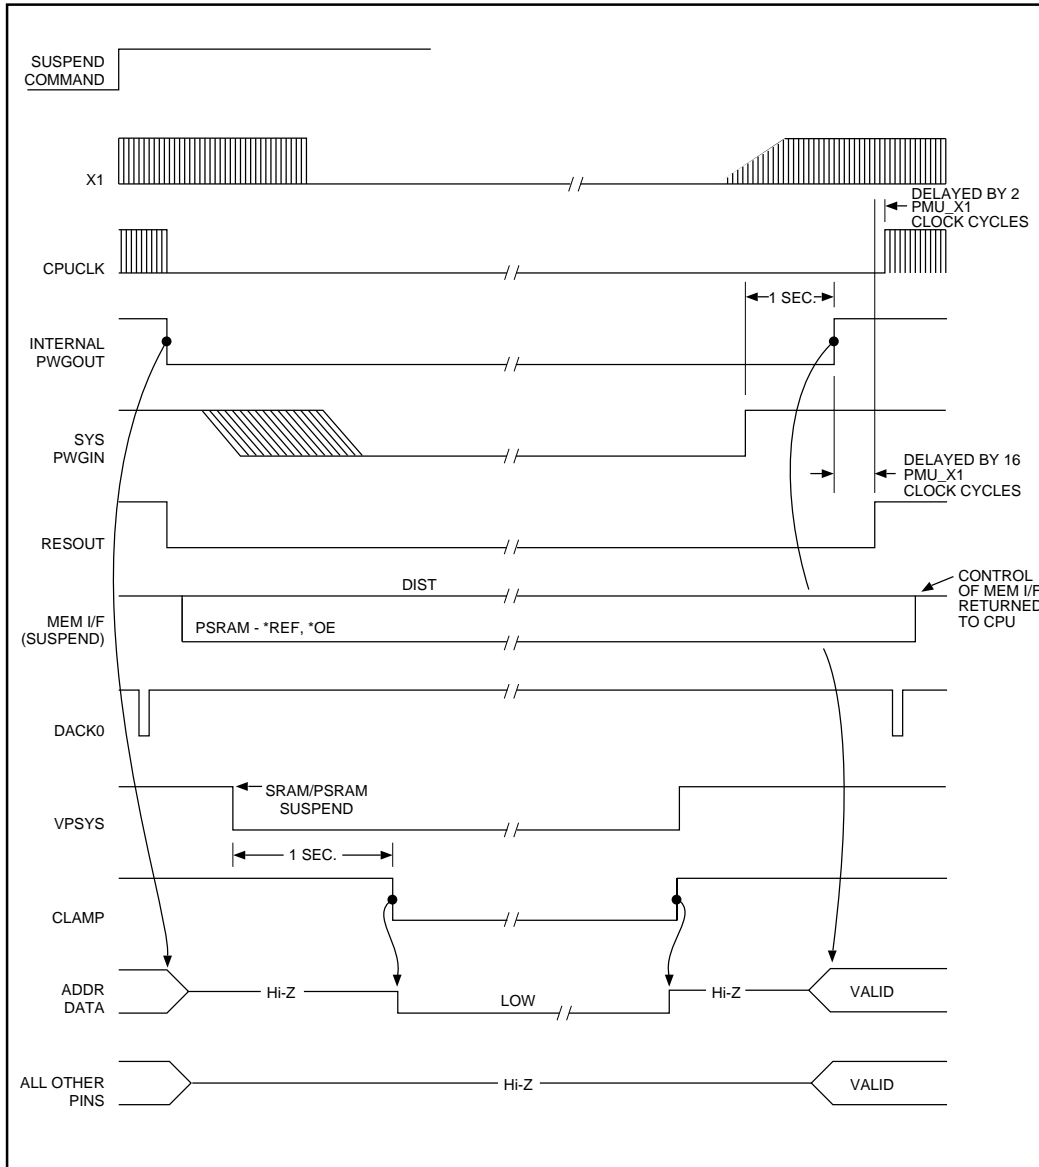 SUSPEND
COMMAND
X1
DELAYED BY 2
PMU_X1
CLOCK CYCLES
CPUCLK
1 SEC.
INTERNAL
PWGOUT
SYS
PWGIN
DELAYED BY 16
PMU_X1
CLOCK CYCLES
RESOUT
DIST
CONTROL
OF MEM I/F
RETURNED
TO CPU
MEM I/F
(SUSPEND)
PSRAM - *REF, *OE
DACK0
SRAM/PSRAM
SUSPEND
VPSYS
1 SEC.
CLAMP
ADDR
DATA
Hi-Z
LOW
Hi-Z
VALID
ALL OTHER
PINS
Hi-Z
VALID